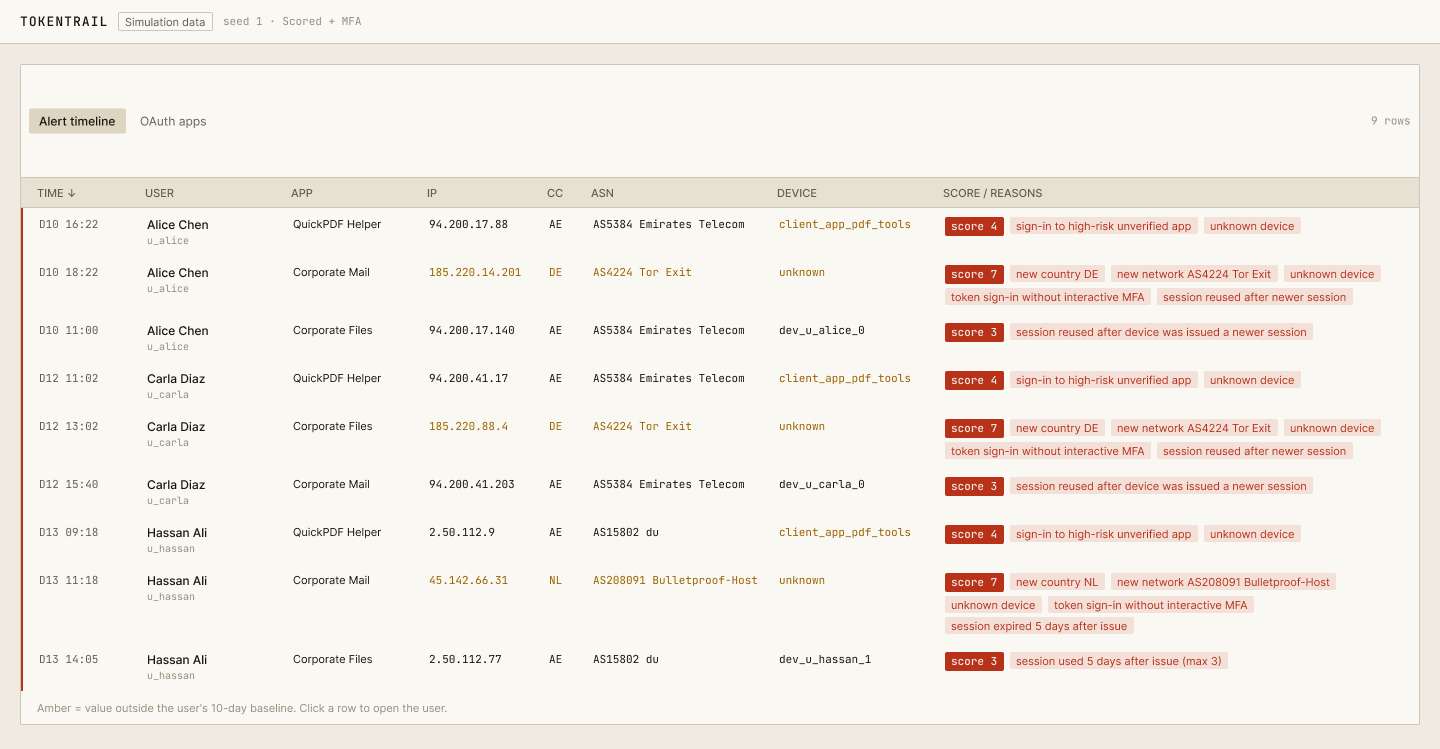 TOKENTRAIL Simulation data seed 1 · Scored + MFA
Alert timeline OAuth apps 9 rows
TIME ↓ USER APP IP CC ASN DEVICE SCORE / REASONS
D10 16:22 Alice Chen QuickPDF Helper 94.200.17.88 AE AS5384 Emirates Telecom client_app_pdf_tools score 4 sign-in to high-risk unverified app unknown device
u_alice
D10 18:22 Alice Chen Corporate Mail 185.220.14.201 DE AS4224 Tor Exit unknown score 7 new country DE new network AS4224 Tor Exit unknown device
u_alice token sign-in without interactive MFA session reused after newer session
D10 11:00 Alice Chen Corporate Files 94.200.17.140 AE AS5384 Emirates Telecom dev_u_alice_0 score 3 session reused after device was issued a newer session
u_alice
D12 11:02 Carla Diaz QuickPDF Helper 94.200.41.17 AE AS5384 Emirates Telecom client_app_pdf_tools score 4 sign-in to high-risk unverified app unknown device
u_carla
D12 13:02 Carla Diaz Corporate Files 185.220.88.4 DE AS4224 Tor Exit unknown score 7 new country DE new network AS4224 Tor Exit unknown device
u_carla token sign-in without interactive MFA session reused after newer session
D12 15:40 Carla Diaz Corporate Mail 94.200.41.203 AE AS5384 Emirates Telecom dev_u_carla_0 score 3 session reused after device was issued a newer session
u_carla
D13 09:18 Hassan Ali QuickPDF Helper 2.50.112.9 AE AS15802 du client_app_pdf_tools score 4 sign-in to high-risk unverified app unknown device
u_hassan
D13 11:18 Hassan Ali Corporate Mail 45.142.66.31 NL AS208091 Bulletproof-Host unknown score 7 new country NL new network AS208091 Bulletproof-Host
u_hassan unknown device token sign-in without interactive MFA
session expired 5 days after issue
D13 14:05 Hassan Ali Corporate Files 2.50.112.77 AE AS15802 du dev_u_hassan_1 score 3 session used 5 days after issue (max 3)
u_hassan
Amber = value outside the user's 10-day baseline. Click a row to open the user.